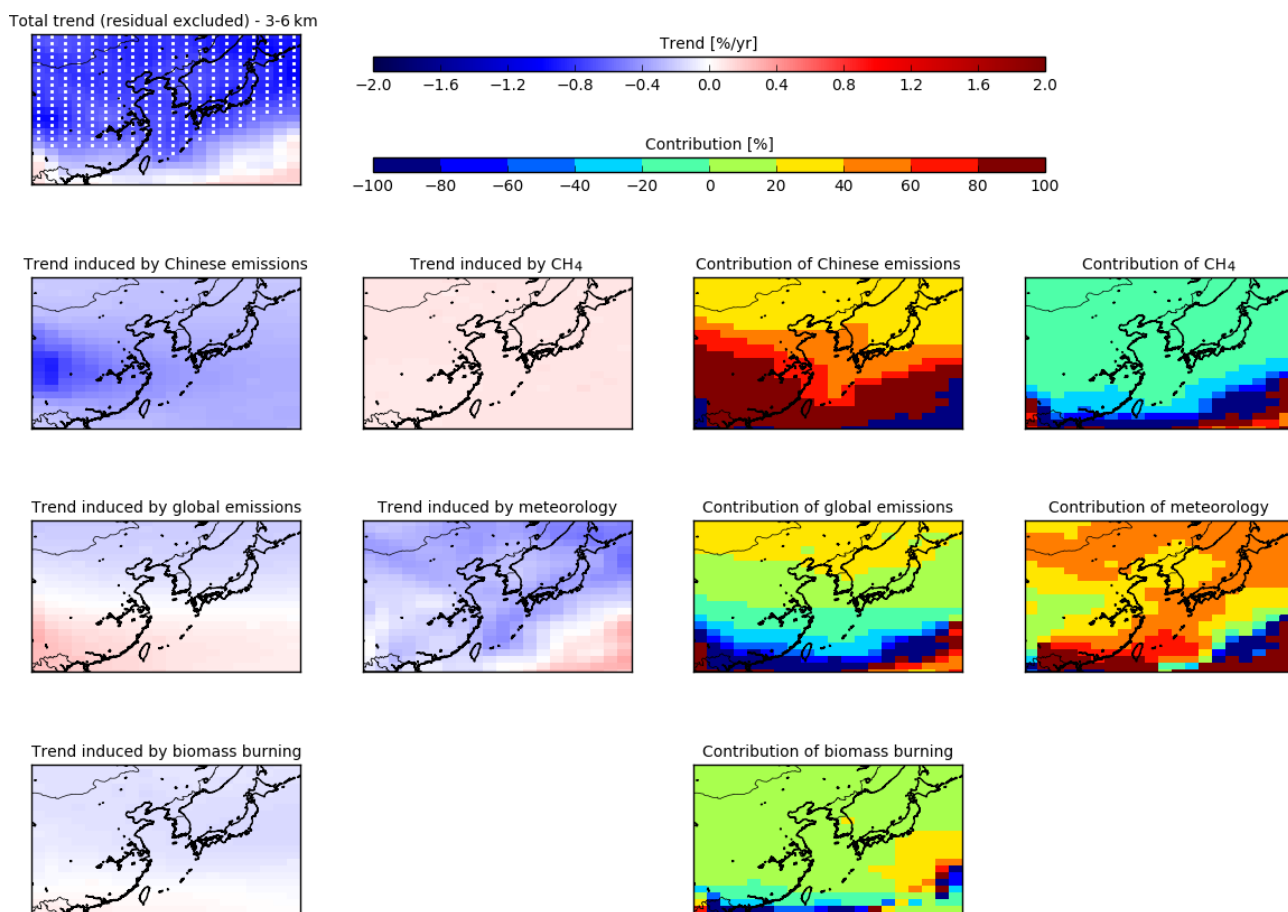 Total trend (residual excluded) - 3-6 km
Trend [%/yr]
−2.0 −1.6 −1.2 −0.8 −0.4 0.0 0.4 0.8 1.2 1.6 2.0
Contribution [%]
−100 −80 −60 −40 −20 0 20 40 60 80 100
Trend induced by Chinese emissions
Trend induced by CH₄
Contribution of Chinese emissions
Contribution of CH₄
Trend induced by global emissions
Trend induced by meteorology
Contribution of global emissions
Contribution of meteorology
Trend induced by biomass burning
Contribution of biomass burning